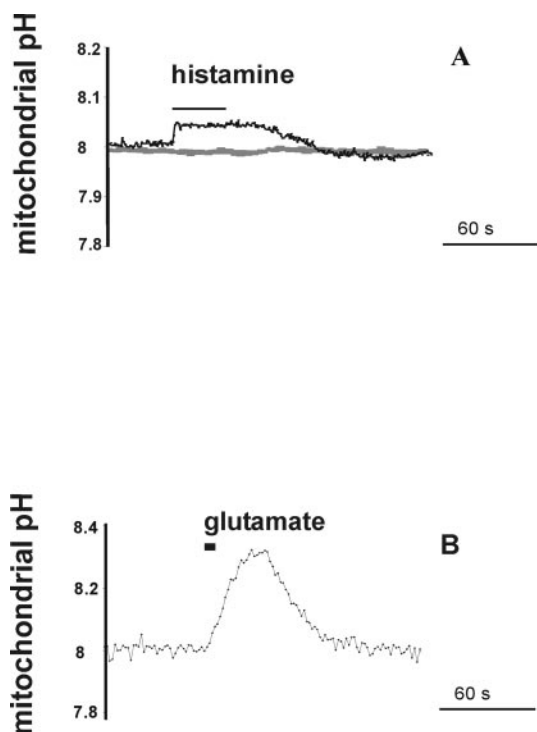 mitochondrial pH
8.2
8.1
8
7.9
7.8
histamine
A
60 s
mitochondrial pH
8.4
8.2
8
7.8
glutamate
B
60 s